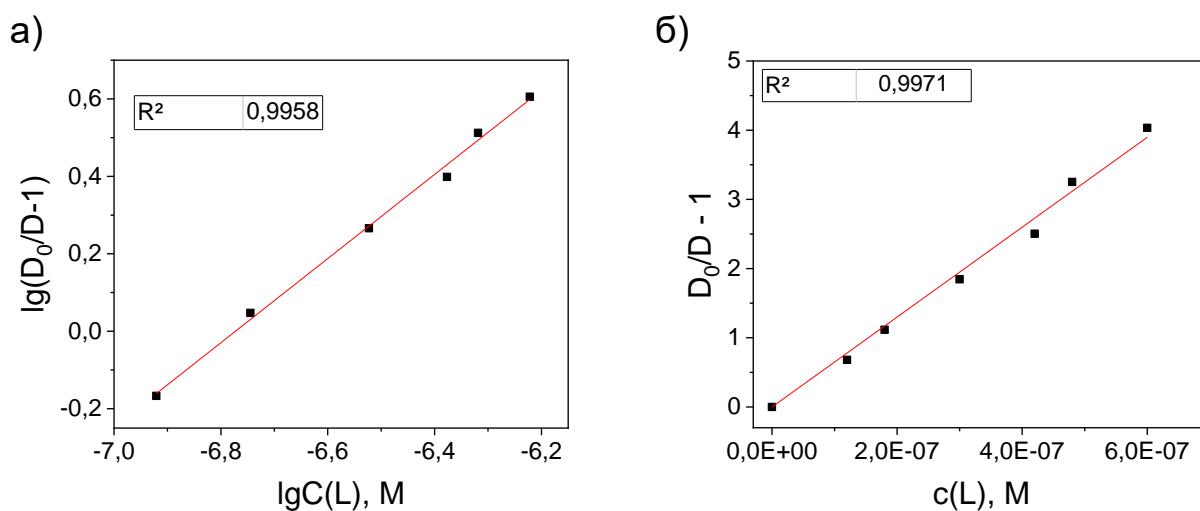 а)
R² 0,9958
0,6
0,4
0,2
0,0
-0,2
lg(D₀/D-1)
-7,0 -6,8 -6,6 -6,4 -6,2
lgC(L), M
б)
R² 0,9971
5
4
3
2
1
0
D₀/D - 1
0,0E+00 2,0E-07 4,0E-07 6,0E-07
c(L), M